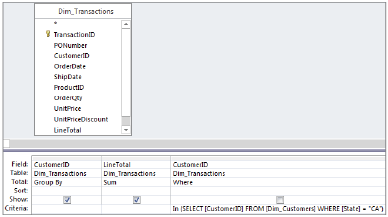 Dim_Transactions
*
TransactionID
PONumber
CustomerID
OrderDate
ShipDate
ProductID
OrderQty
UnitPrice
UnitPriceDiscount
LineTotal
Field: CustomerID LineTotal CustomerID
Table: Dim_Transactions Dim_Transactions Dim_Transactions
Total: Group By Sum Where
Sort:
Show:
Criteria: In (SELECT [CustomerID] FROM [Dim_Customers] WHERE [State] = "CA")